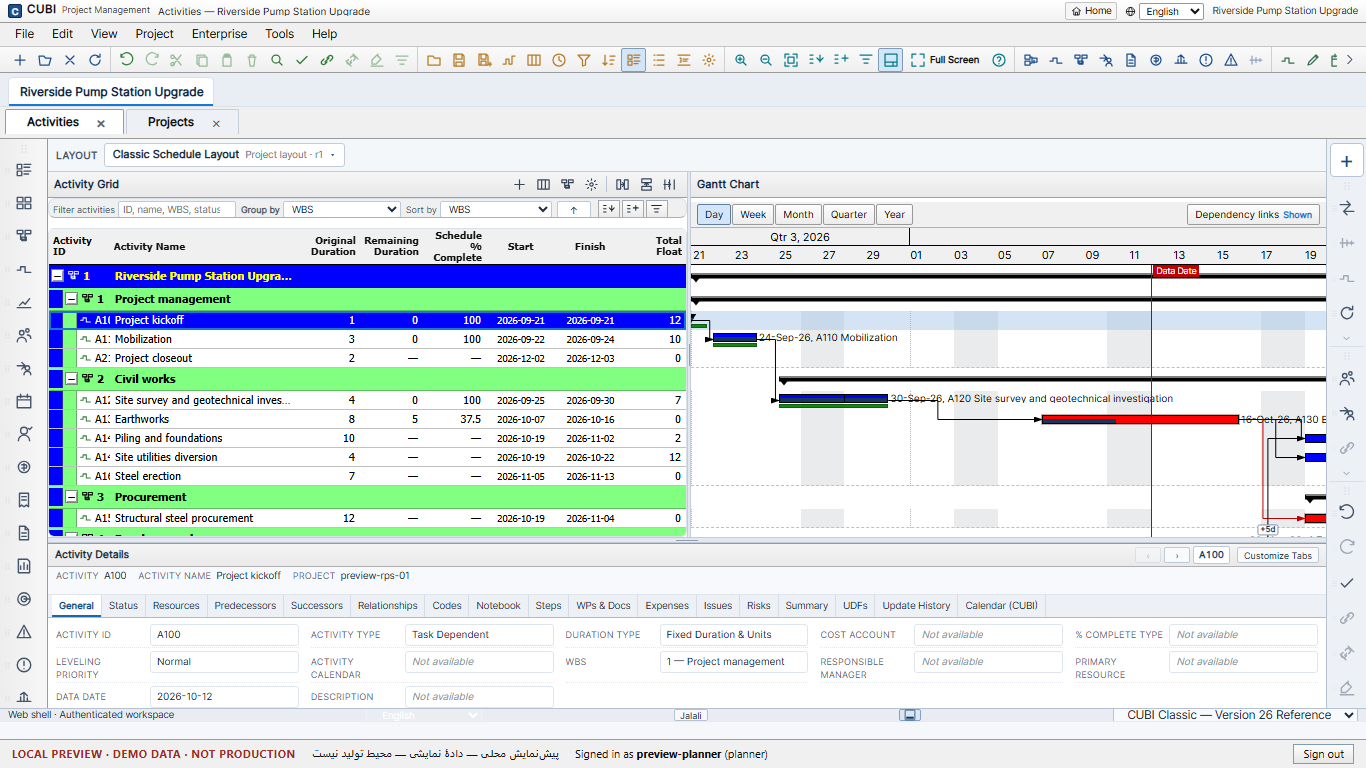 CUBI Project Management Activities — Riverside Pump Station Upgrade Home English Riverside Pump Station Upgrade
File Edit View Project Enterprise Tools Help
Full Screen
Riverside Pump Station Upgrade
Activities Projects
LAYOUT Classic Schedule Layout Project layout · r1
Activity Grid Gantt Chart
Filter activities ID, name, WBS, status Group by WBS Sort by WBS
Day Week Month Quarter Year Dependency links Shown
Activity ID Activity Name Original Duration Remaining Duration Schedule % Complete Start Finish Total Float
Qtr 3, 2026
21 23 25 27 29 01 03 05 07 09 11 13 15 17 19
Data Date
1 Riverside Pump Station Upgra...
1 Project management
A10 Project kickoff 1 0 100 2026-09-21 2026-09-21 12
A11 Mobilization 3 0 100 2026-09-22 2026-09-24 10
24-Sep-26, A110 Mobilization
A21 Project closeout 2 — — 2026-12-02 2026-12-03 0
2 Civil works
A12 Site survey and geotechnical inves... 4 0 100 2026-09-25 2026-09-30 7
30-Sep-26, A120 Site survey and geotechnical investigation
A13 Earthworks 8 5 37.5 2026-10-07 2026-10-16 0
16-Oct-26, A130 E
A14 Piling and foundations 10 — — 2026-10-19 2026-11-02 2
A14 Site utilities diversion 4 — — 2026-10-19 2026-10-22 12
A16 Steel erection 7 — — 2026-11-05 2026-11-13 0
3 Procurement
A15 Structural steel procurement 12 — — 2026-10-19 2026-11-04 0
+5d
Activity Details A100 Customize Tabs
ACTIVITY A100 ACTIVITY NAME Project kickoff PROJECT preview-rps-01
General Status Resources Predecessors Successors Relationships Codes Notebook Steps WPs & Docs Expenses Issues Risks Summary UDFs Update History Calendar (CUBI)
ACTIVITY ID A100 ACTIVITY TYPE Task Dependent DURATION TYPE Fixed Duration & Units COST ACCOUNT Not available % COMPLETE TYPE Not available
LEVELING PRIORITY Normal ACTIVITY CALENDAR Not available WBS 1 — Project management RESPONSIBLE MANAGER Not available PRIMARY RESOURCE Not available
DATA DATE 2026-10-12 DESCRIPTION Not available
Web shell · Authenticated workspace English Jalali CUBI Classic — Version 26 Reference
LOCAL PREVIEW · DEMO DATA · NOT PRODUCTION پیش‌نمایش محلی — دادهٔ نمایشی — محیط تولید نیست Signed in as preview-planner (planner) Sign out